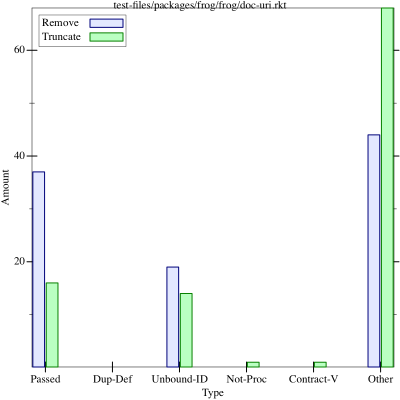 test-files/packages/frog/frog/doc-uri.rkt
Remove
Truncate
60
40
20
Amount
Passed Dup-Def Unbound-ID Not-Proc Contract-V Other
Type